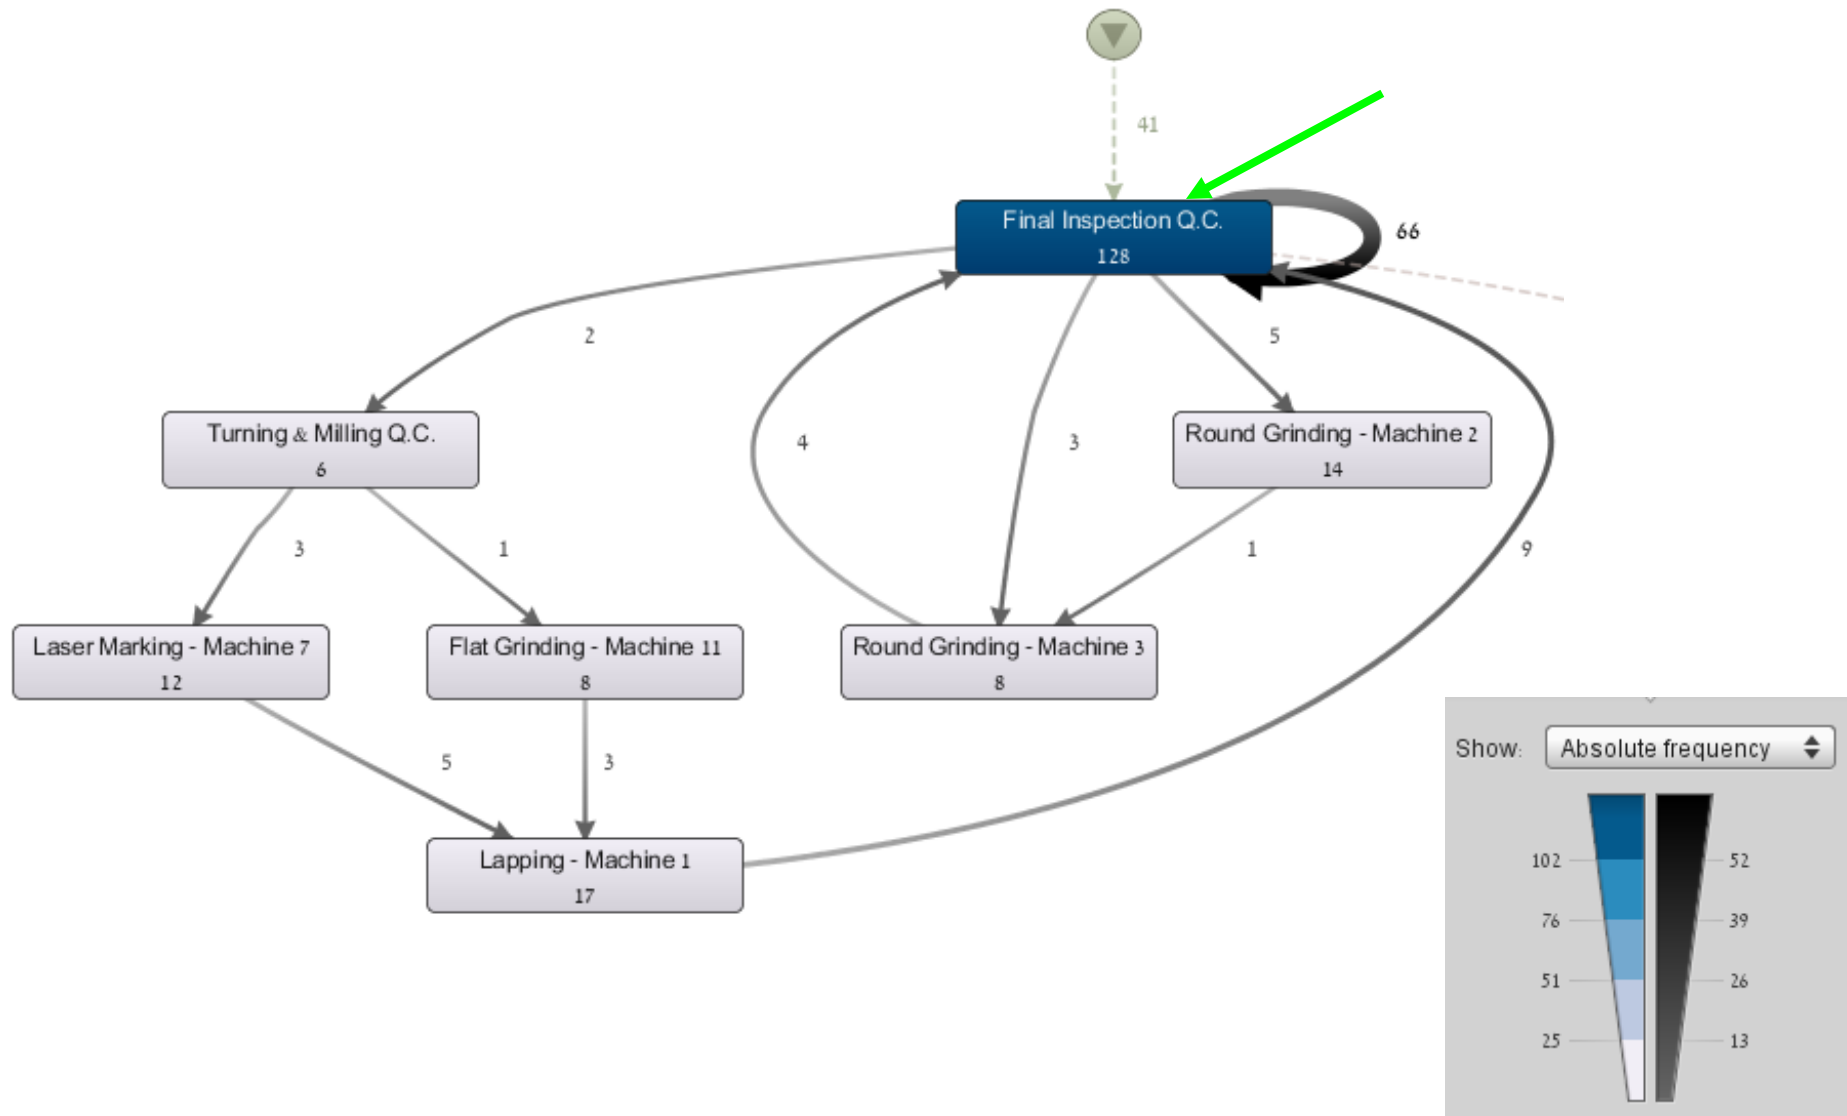 41
Final Inspection Q.C.
128
66
2
5
Turning & Milling Q.C.
6
4
3
Round Grinding - Machine 2
14
3
1
1
9
Laser Marking - Machine 7
12
Flat Grinding - Machine 11
8
Round Grinding - Machine 3
8
5
3
Lapping - Machine 1
17
Show: Absolute frequency
102 52
76 39
51 26
25 13